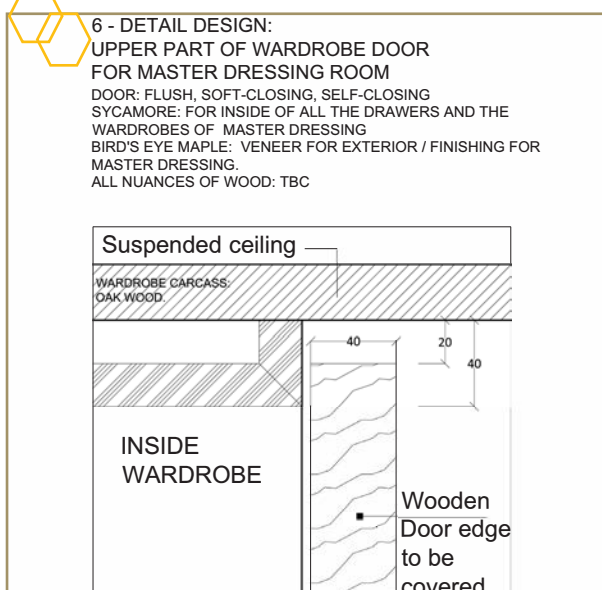 6 - DETAIL DESIGN:
UPPER PART OF WARDROBE DOOR
FOR MASTER DRESSING ROOM
DOOR: FLUSH, SOFT-CLOSING, SELF-CLOSING
SYCAMORE: FOR INSIDE OF ALL THE DRAWERS AND THE
WARDROBES OF MASTER DRESSING
BIRD'S EYE MAPLE: VENEER FOR EXTERIOR / FINISHING FOR
MASTER DRESSING.
ALL NUANCES OF WOOD: TBC
Suspended ceiling
WARDROBE CARCASS:
OAK WOOD.
40
20
40
INSIDE
WARDROBE
Wooden
Door edge
to be
covered